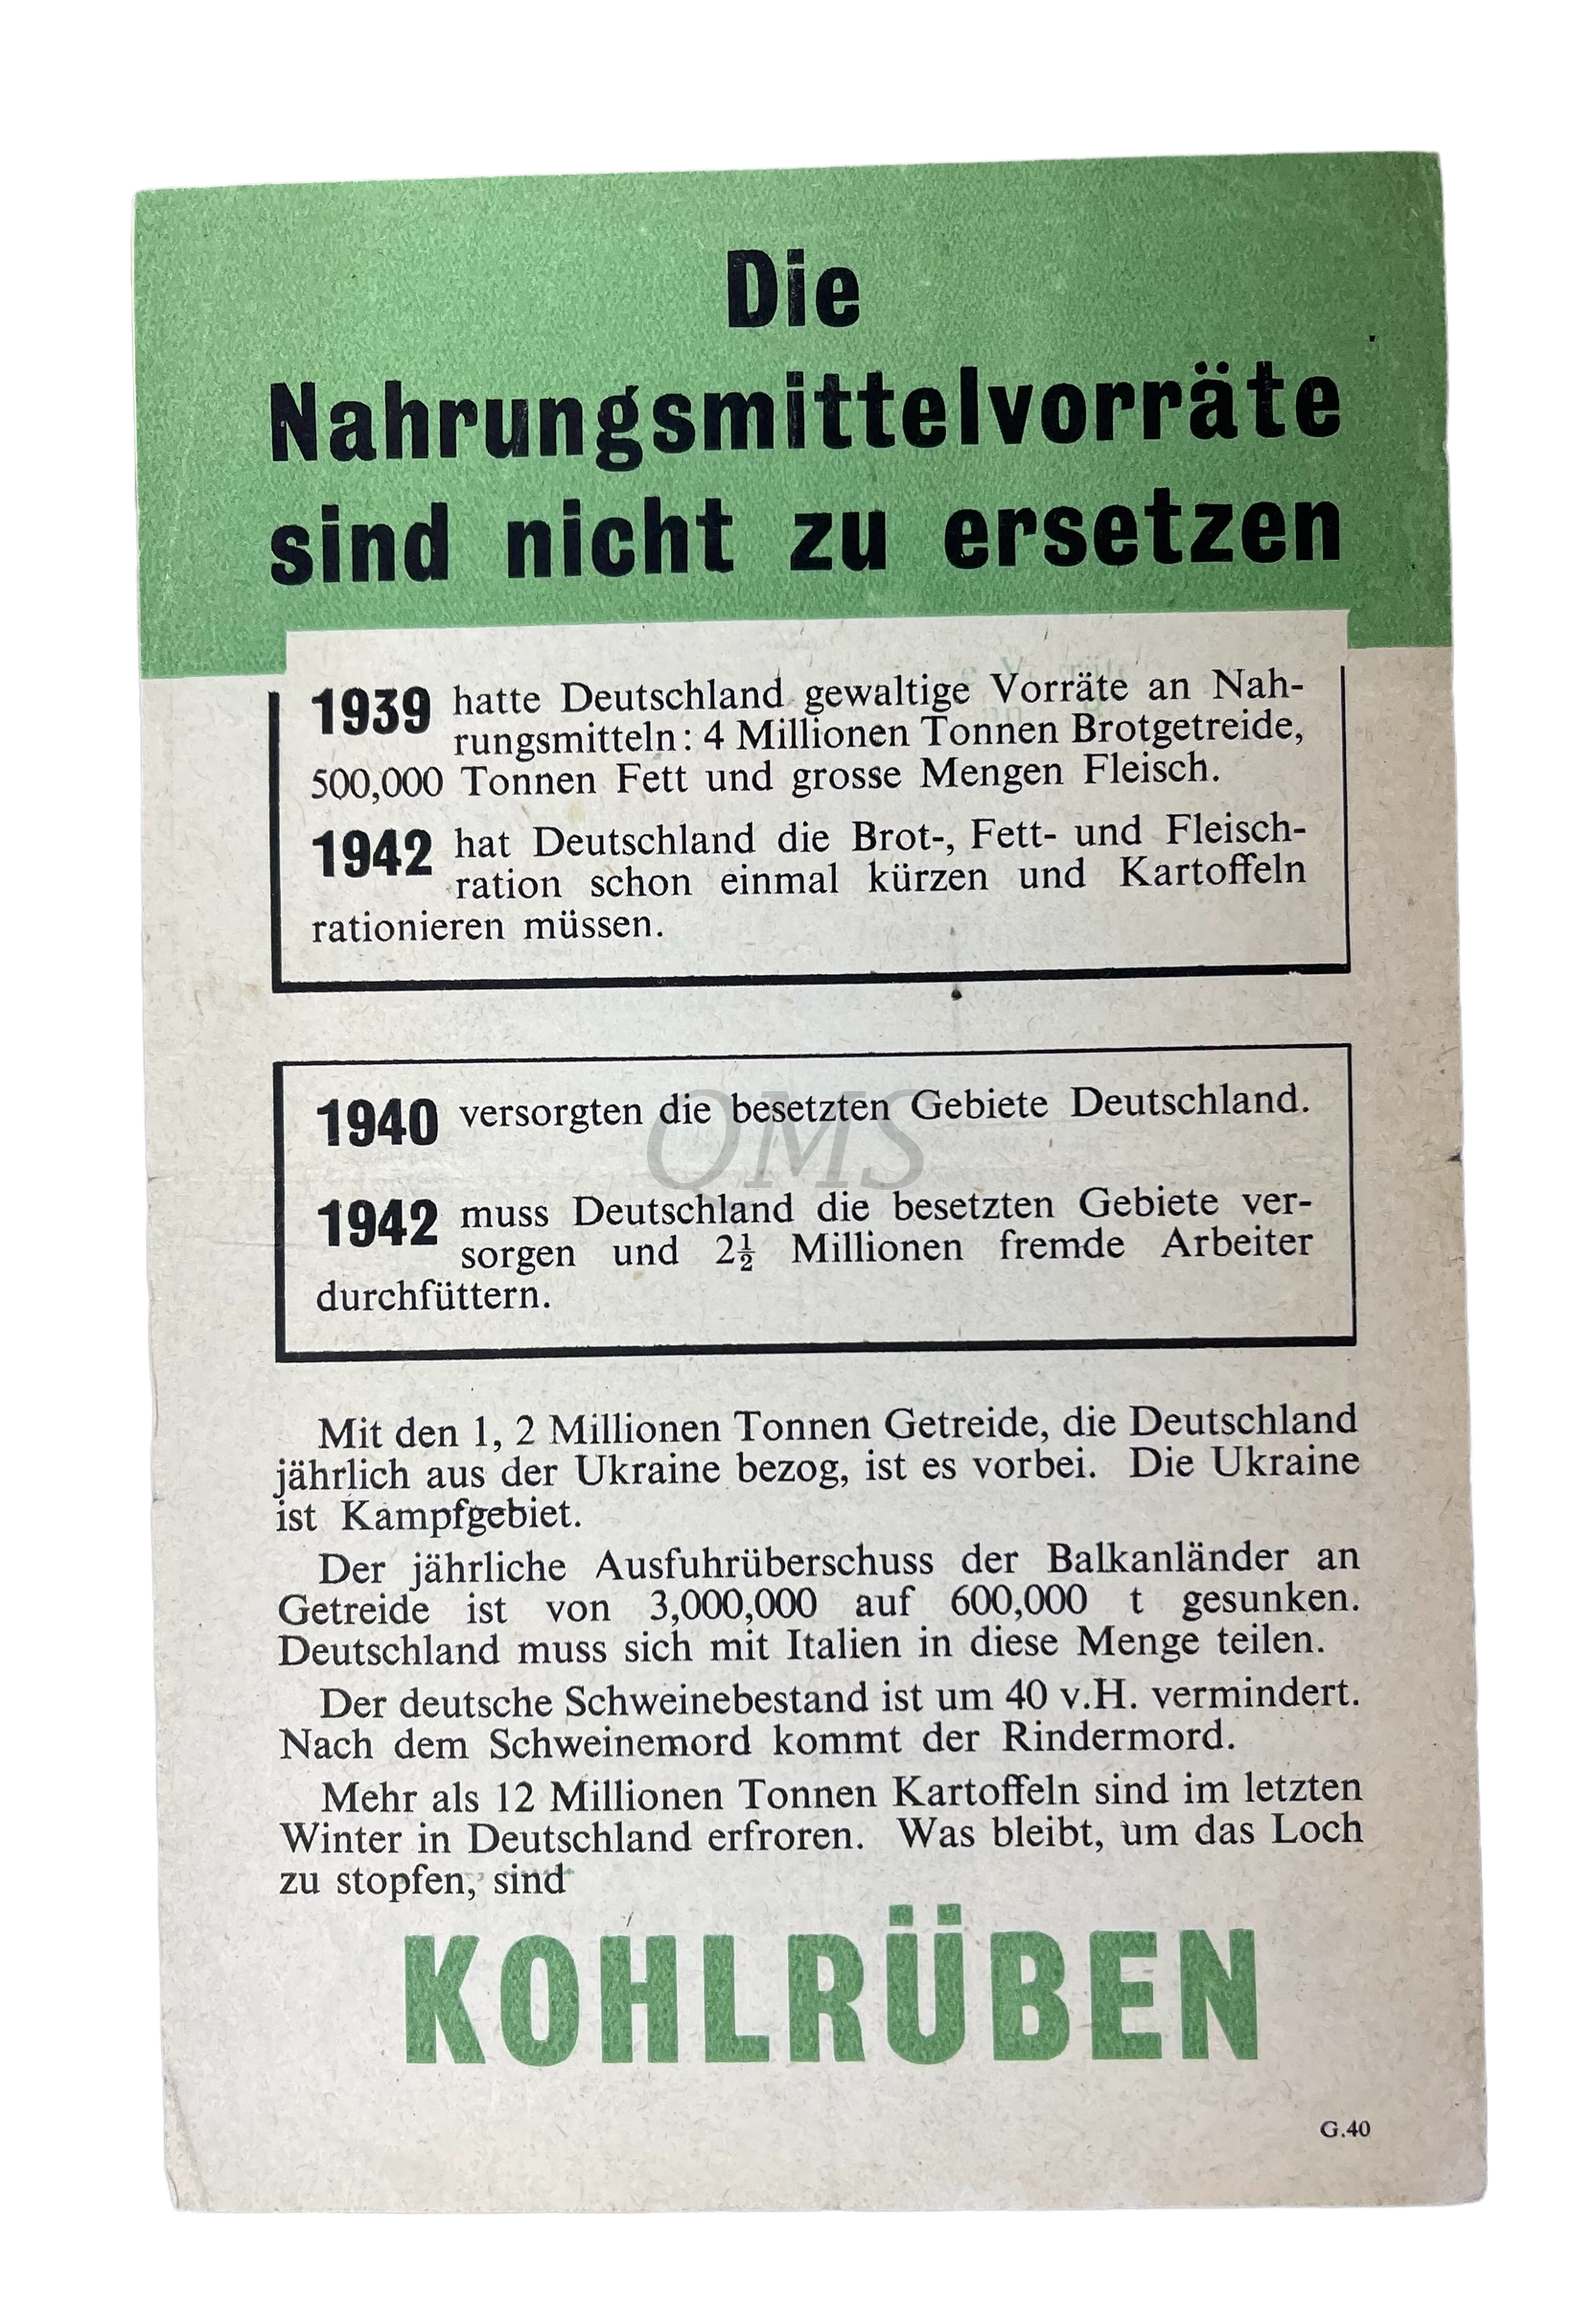 Die
Nahrungsmittelvorräte
sind nicht zu ersetzen
1939 hatte Deutschland gewaltige Vorräte an Nah-
rungsmitteln: 4 Millionen Tonnen Brotgetreide,
500,000 Tonnen Fett und grosse Mengen Fleisch.
1942 hat Deutschland die Brot-, Fett- und Fleisch-
ration schon einmal kürzen und Kartoffeln
rationieren müssen.
1940 versorgten die besetzten Gebiete Deutschland.
QMS
1942 muss Deutschland die besetzten Gebiete ver-
sorgen und 2½ Millionen fremde Arbeiter
durchfüttern.
Mit den 1, 2 Millionen Tonnen Getreide, die Deutschland
jährlich aus der Ukraine bezog, ist es vorbei. Die Ukraine
ist Kampfgebiet.
Der jährliche Ausfuhrüberschuss der Balkanländer an
Getreide ist von 3,000,000 auf 600,000 t gesunken.
Deutschland muss sich mit Italien in diese Menge teilen.
Der deutsche Schweinebestand ist um 40 v.H. vermindert.
Nach dem Schweinemord kommt der Rindermord.
Mehr als 12 Millionen Tonnen Kartoffeln sind im letzten
Winter in Deutschland erfroren. Was bleibt, um das Loch
zu stopfen, sind
KOHLRÜBEN
G.40